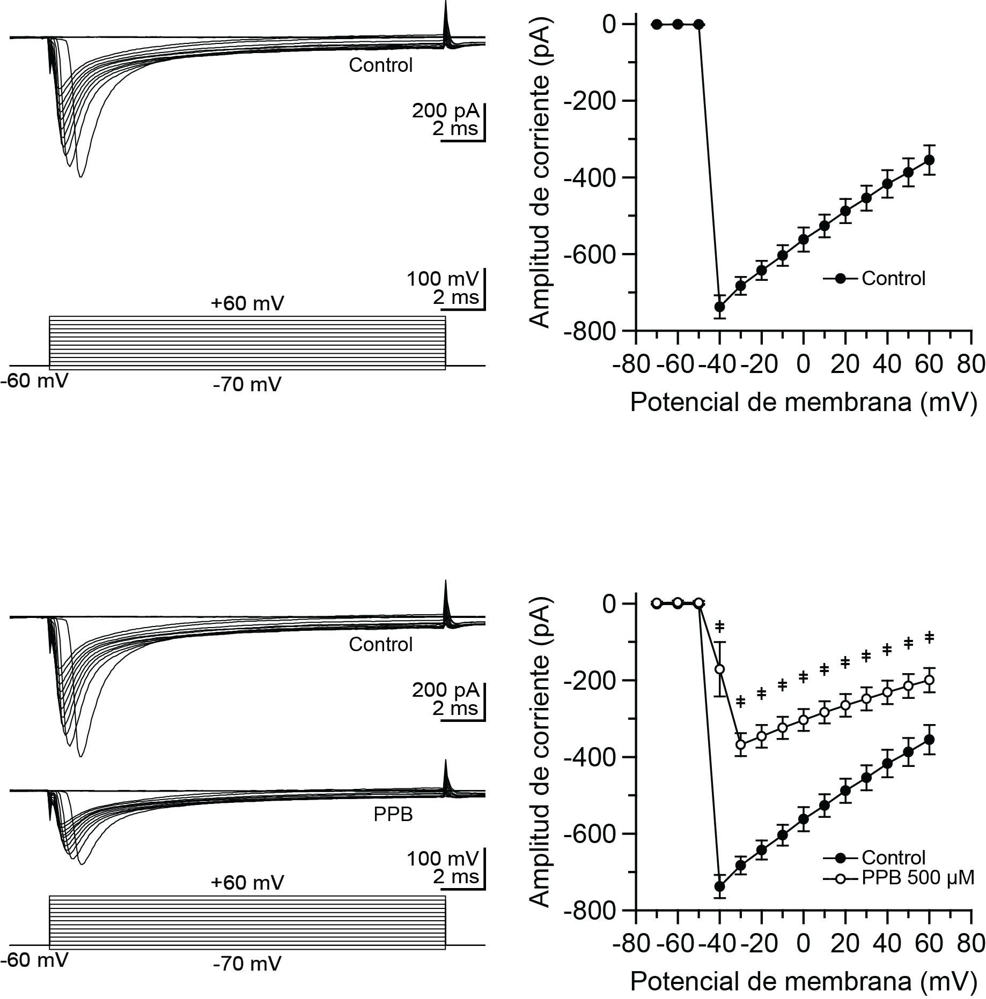 Control
200 pA
2 ms
100 mV
2 ms
+60 mV
-60 mV
-70 mV
Amplitud de corriente (pA)
0
-200
-400
-600
-800
Control
-80 -60 -40 -20 0 20 40 60 80
Potencial de membrana (mV)
Control
200 pA
2 ms
PPB
100 mV
2 ms
+60 mV
-60 mV
-70 mV
Amplitud de corriente (pA)
0
-200
-400
-600
-800
ǂ ǂ ǂ ǂ ǂ ǂ ǂ ǂ ǂ ǂ ǂ
Control
PPB 500 µM
-80 -60 -40 -20 0 20 40 60 80
Potencial de membrana (mV)